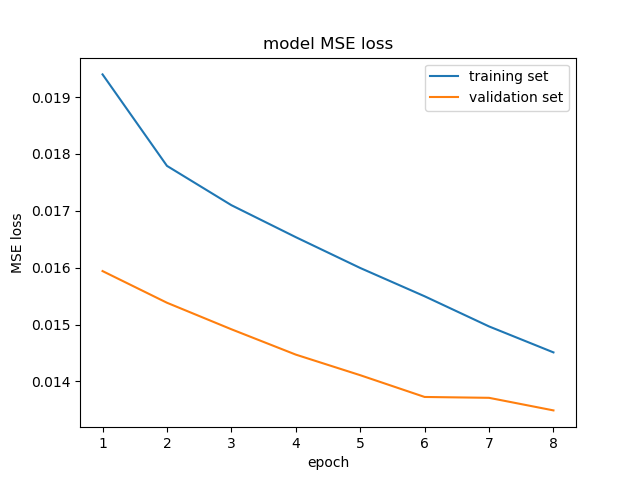 model MSE loss
training set
validation set
0.019
0.018
0.017
0.016
0.015
0.014
MSE loss
1 2 3 4 5 6 7 8
epoch